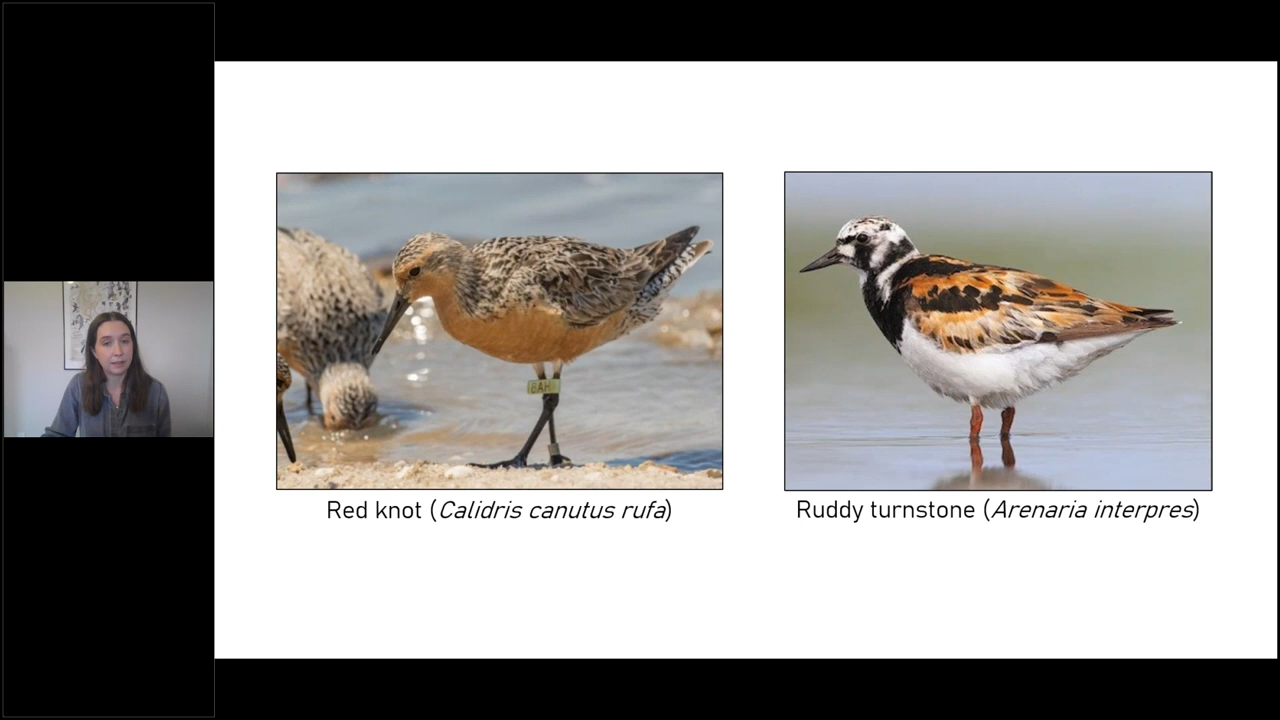 Red knot (Calidris canutus rufa)
Ruddy turnstone (Arenaria interpres)